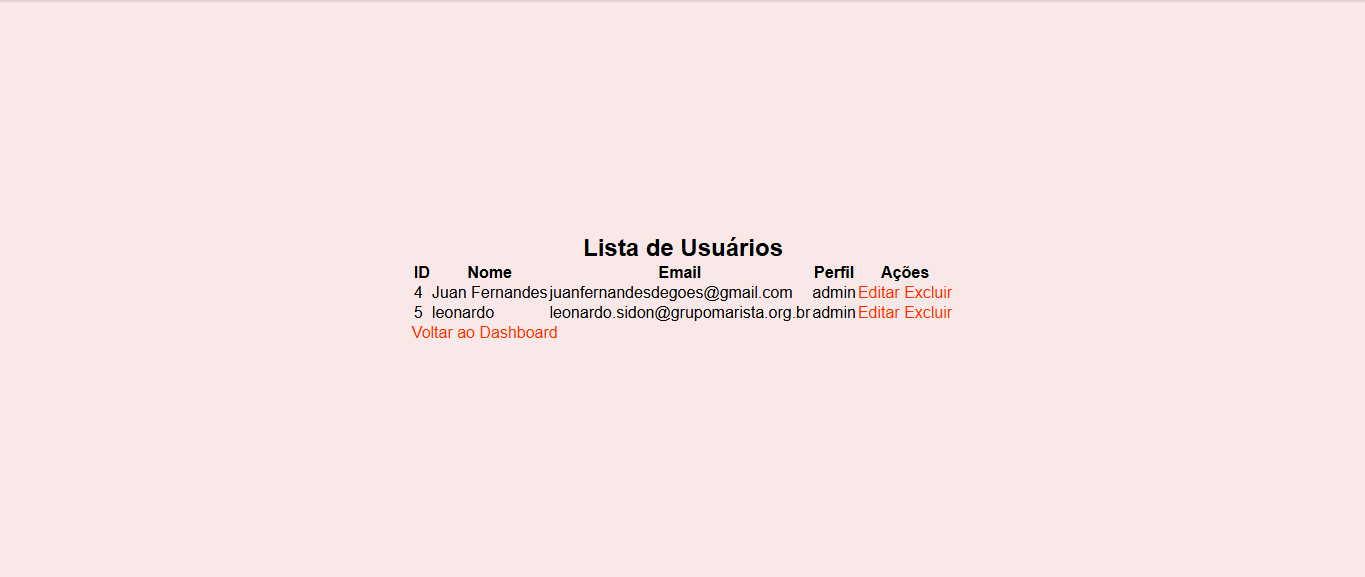 Lista de Usuários
ID Nome Email Perfil Ações
4 Juan Fernandes juanfernandesdegoes@gmail.com admin Editar Excluir
5 leonardo leonardo.sidon@grupomarista.org.br admin Editar Excluir
Voltar ao Dashboard